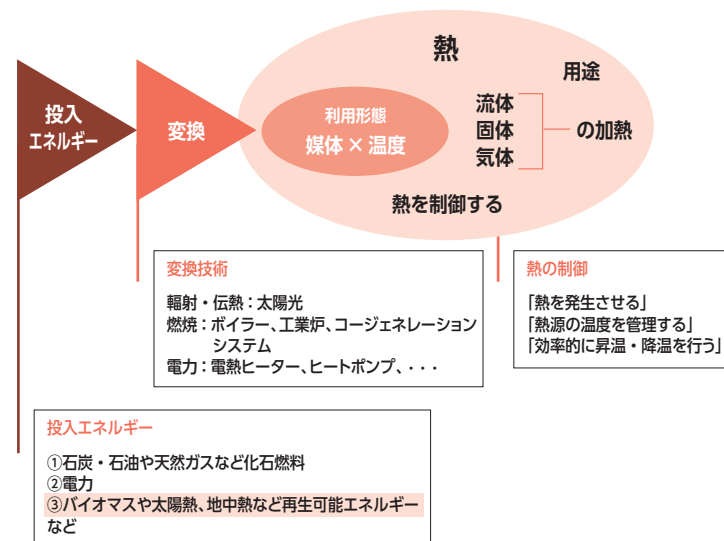 熱
用途
投入
エネルギー
変換
利用形態
媒体 × 温度
流体
固体
気体
の加熱
熱を制御する
変換技術
輻射・伝熱：太陽光
燃焼：ボイラー、工業炉、コージェネレーション
システム
電力：電熱ヒーター、ヒートポンプ、・・・
熱の制御
「熱を発生させる」
「熱源の温度を管理する」
「効率的に昇温・降温を行う」
投入エネルギー
①石炭・石油や天然ガスなど化石燃料
②電力
③バイオマスや太陽熱、地中熱など再生可能エネルギー
など